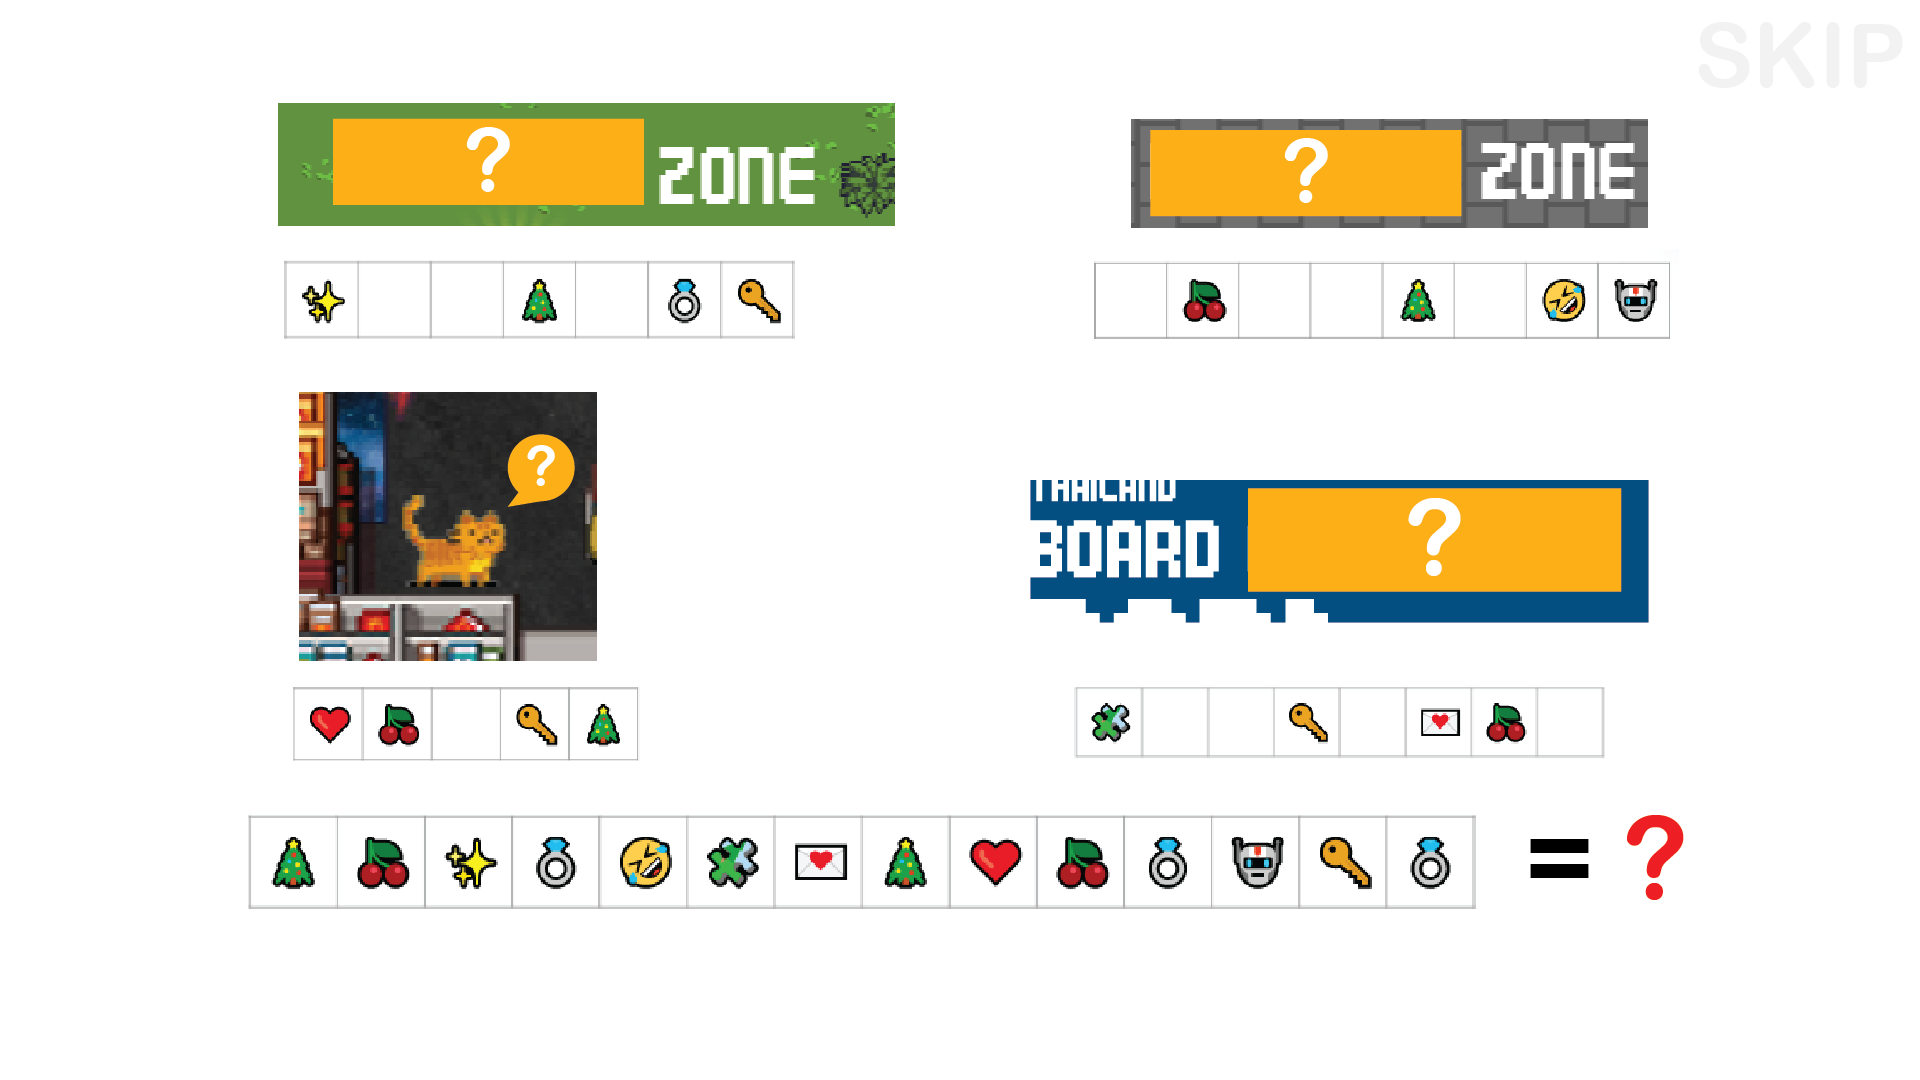 SKIP
? ZONE
? ZONE
?
THAILAND
BOARD ?
= ?